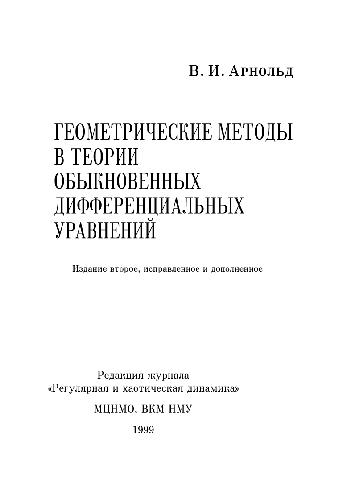 В. И. Арнольд
ГЕОМЕТРИЧЕСКИЕ МЕТОДЫ
В ТЕОРИИ
ОБЫКНОВЕННЫХ
ДИФФЕРЕНЦИАЛЬНЫХ
УРАВНЕНИЙ
Издание второе, исправленное и дополненное
Редакция журнала
«Регулярная и хаотическая динамика»
МЦНМО, ВКМ НМУ
1999